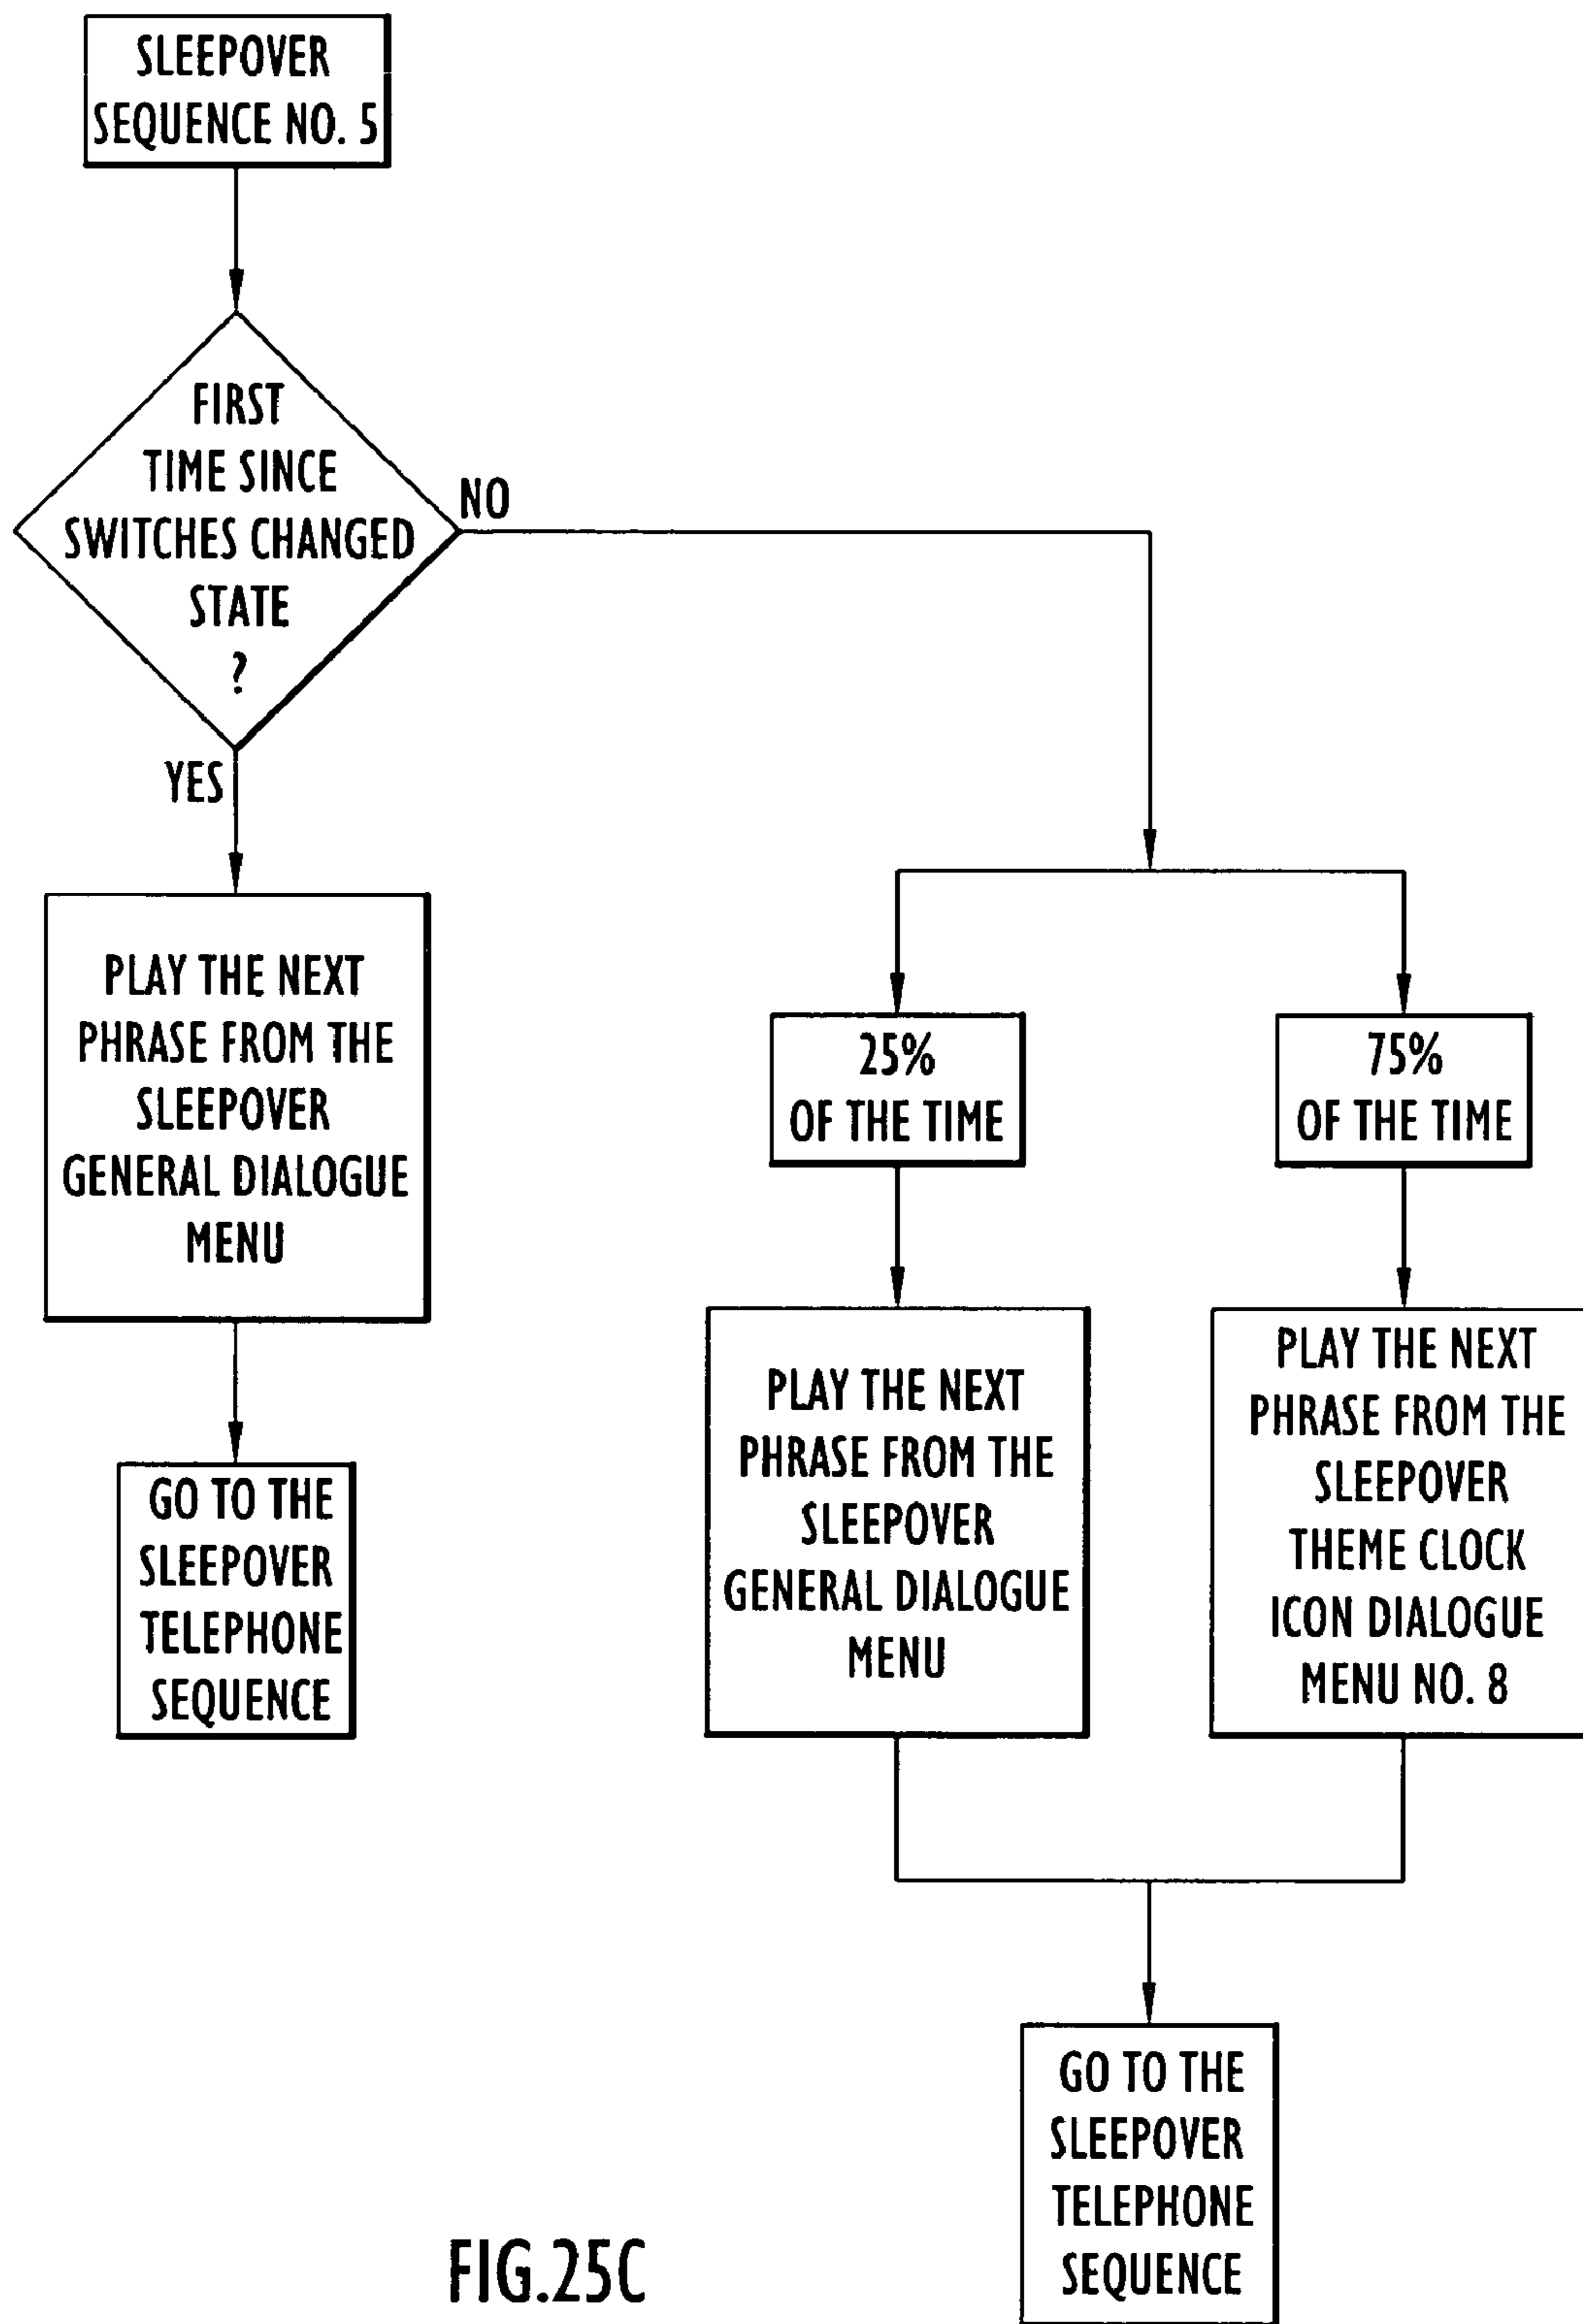 SLEEPOVER
SEQUENCE NO. 5
FIRST
TIME SINCE
SWITCHES CHANGED
STATE
?
NO
YES
PLAY THE NEXT
PHRASE FROM THE
SLEEPOVER
GENERAL DIALOGUE
MENU
GO TO THE
SLEEPOVER
TELEPHONE
SEQUENCE
25%
OF THE TIME
75%
OF THE TIME
PLAY THE NEXT
PHRASE FROM THE
SLEEPOVER
GENERAL DIALOGUE
MENU
PLAY THE NEXT
PHRASE FROM THE
SLEEPOVER
THEME CLOCK
ICON DIALOGUE
MENU NO. 8
GO TO THE
SLEEPOVER
TELEPHONE
SEQUENCE
FIG.25C